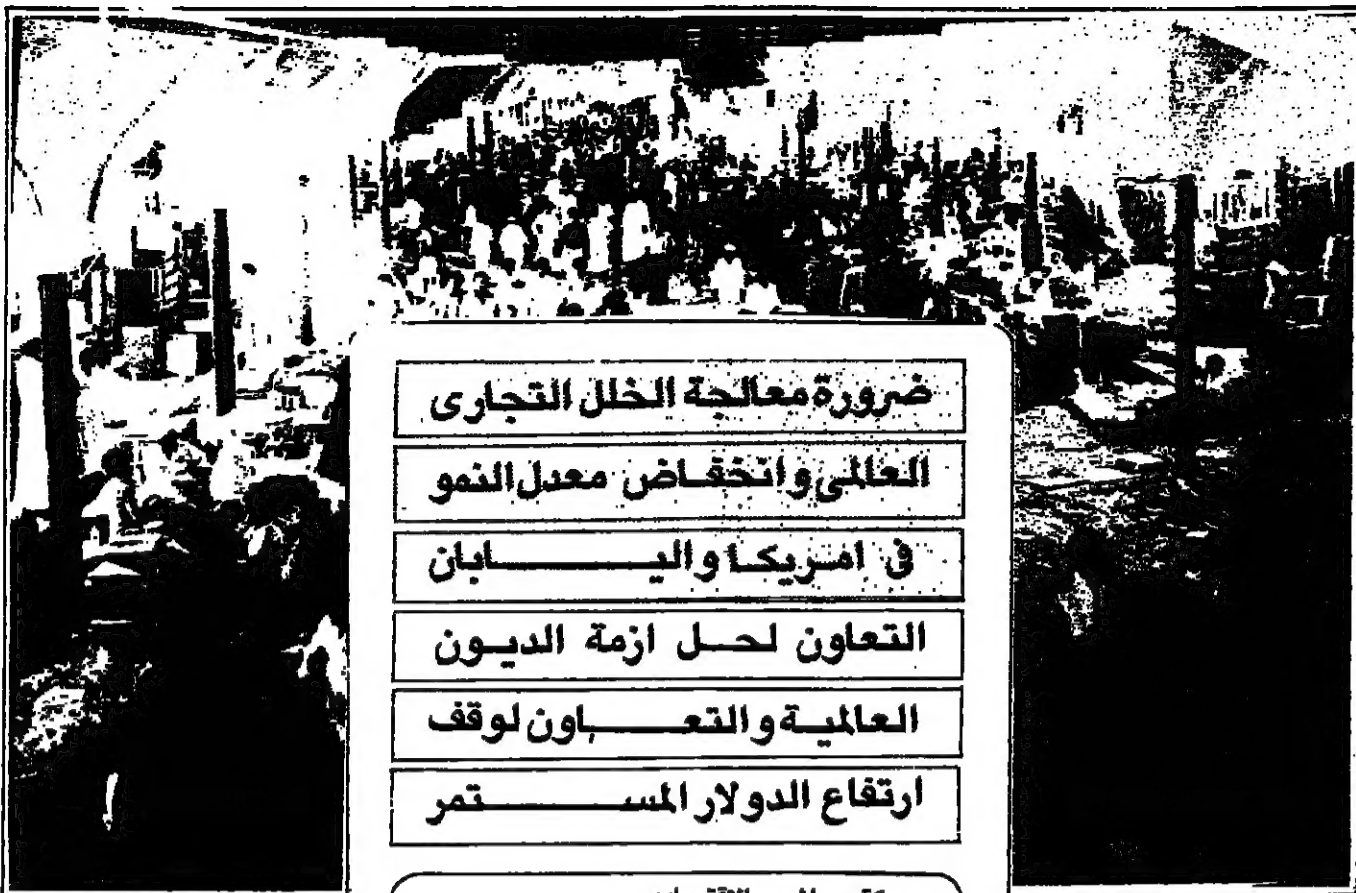 ضرورة معالجة الخلل التجارى
العالمى وانخفاض معدل النمو
فى امريكا واليابان
التعاون لحل ازمة الديون
العالمية والتعاون لوقف
ارتفاع الدولار المستمر